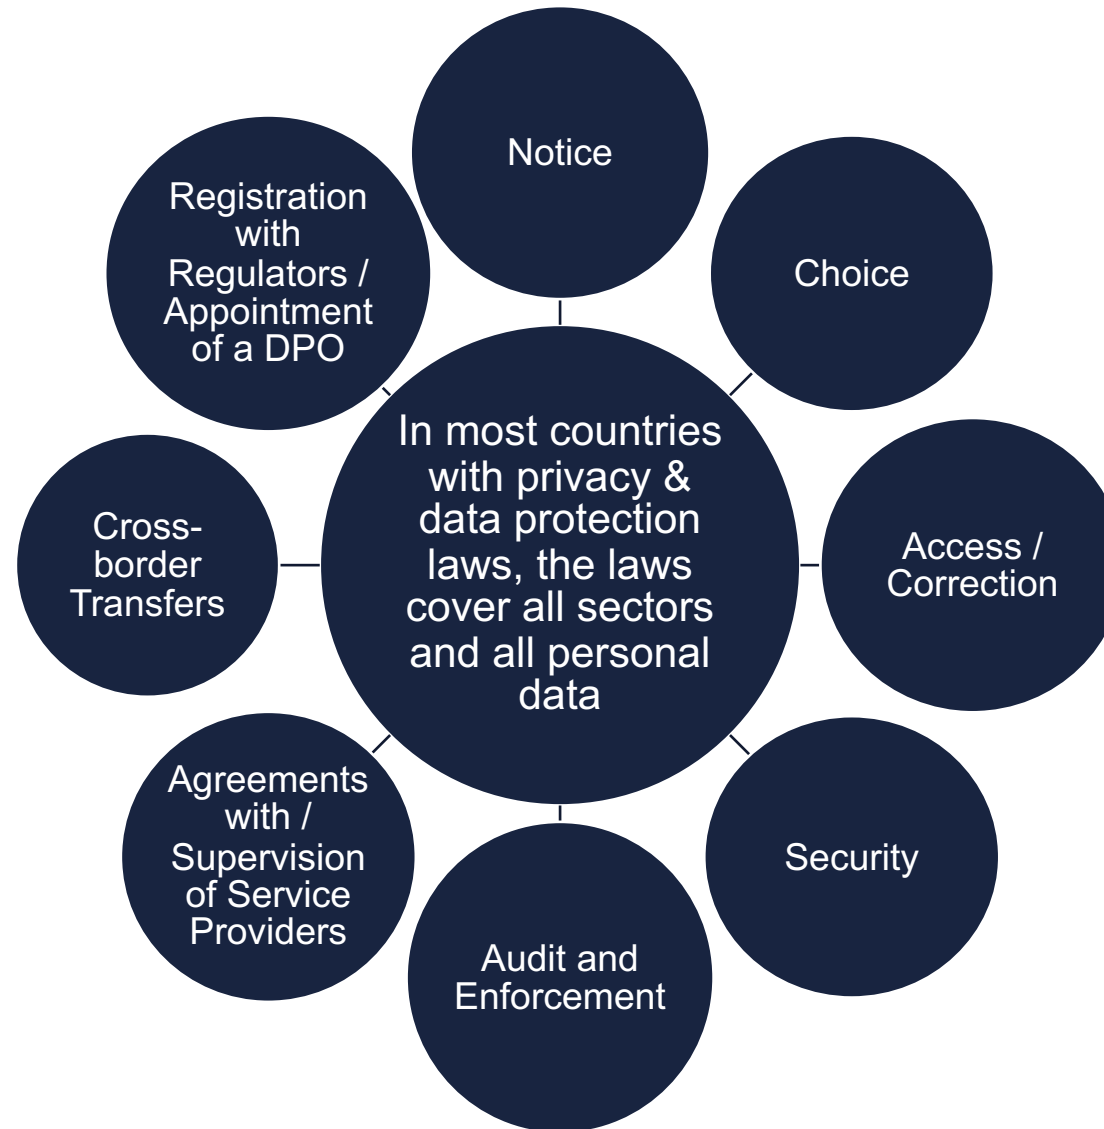 Notice
Choice
Access /
Correction
Security
Audit and
Enforcement
Agreements
with /
Supervision
of Service
Providers
Cross-
border
Transfers
Registration
with
Regulators /
Appointment
of a DPO
In most countries
with privacy &
data protection
laws, the laws
cover all sectors
and all personal
data